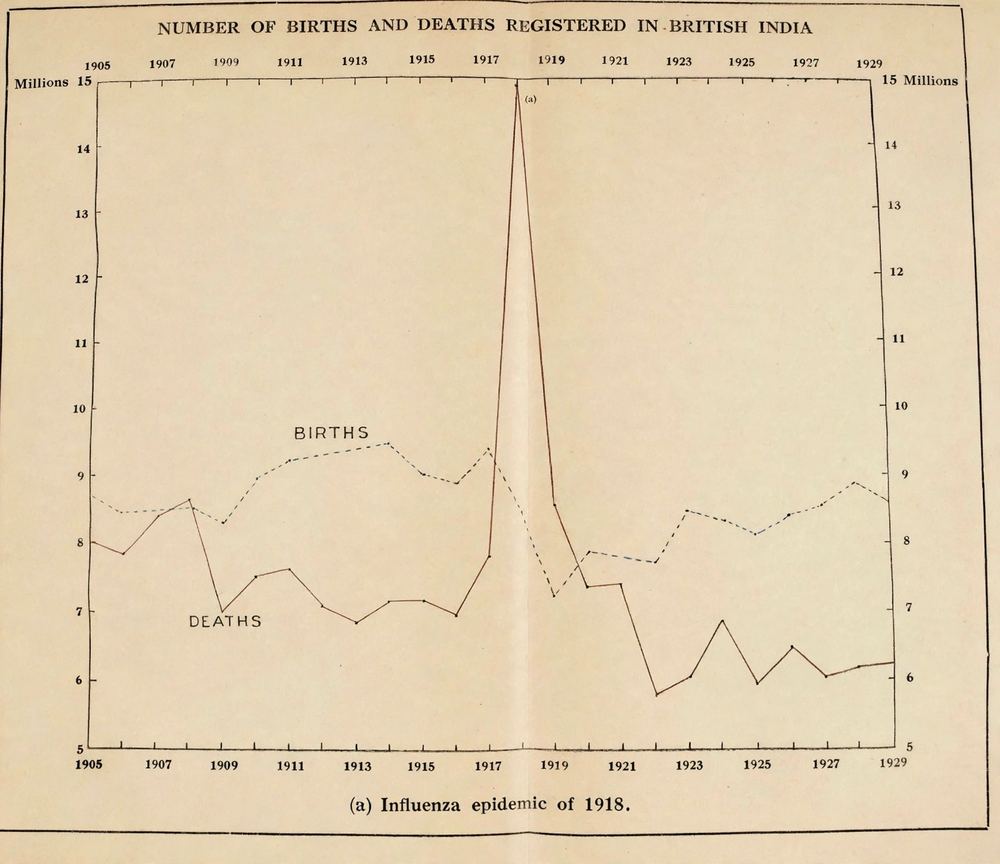 NUMBER OF BIRTHS AND DEATHS REGISTERED IN BRITISH INDIA
1905 1907 1909 1911 1913 1915 1917 1919 1921 1923 1925 1927 1929
Millions 15 15 Millions
(a)
14 14
13 13
12 12
11 11
10 10
BIRTHS
9 9
8 8
7 7
DEATHS
6 6
5 5
1905 1907 1909 1911 1913 1915 1917 1919 1921 1923 1925 1927 1929
(a) Influenza epidemic of 1918.